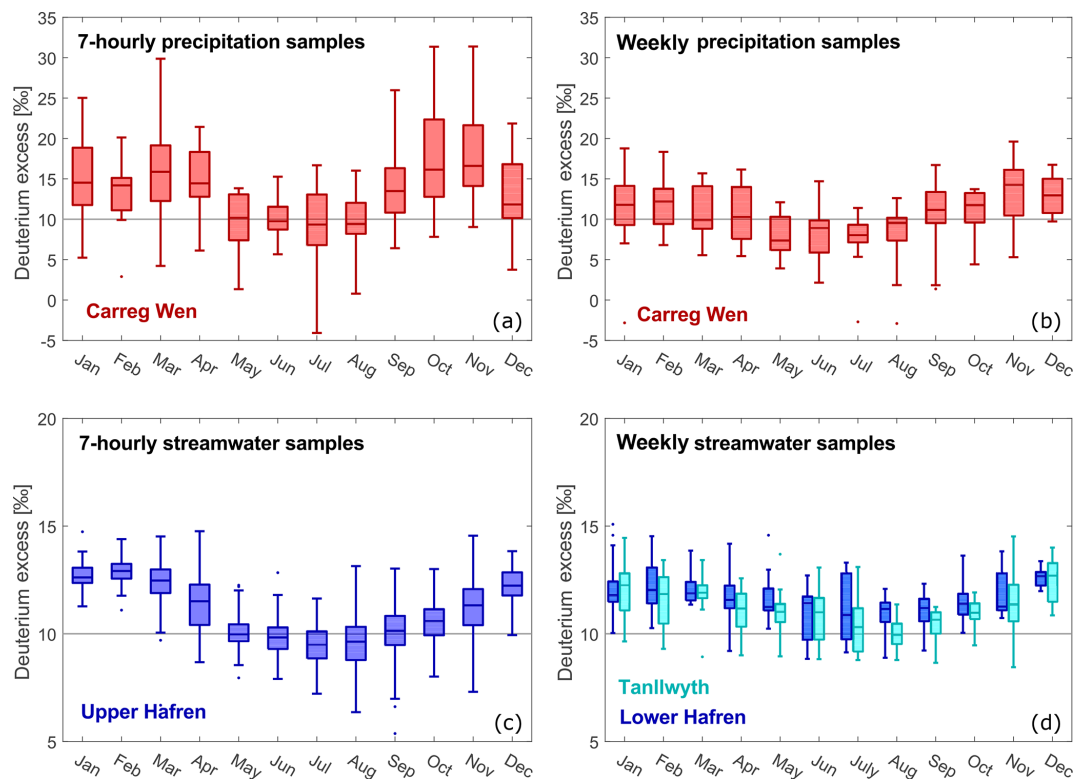 7-hourly precipitation samples
Deuterium excess [‰]
35
30
25
20
15
10
5
0
-5
Carreg Wen
(a)
Jan Feb Mar Apr May Jun Jul Aug Sep Oct Nov Dec
Weekly precipitation samples
Deuterium excess [‰]
35
30
25
20
15
10
5
0
-5
Carreg Wen
(b)
Jan Feb Mar Apr May Jun Jul Aug Sep Oct Nov Dec
7-hourly streamwater samples
Deuterium excess [‰]
20
15
10
5
Upper Hafren
(c)
Jan Feb Mar Apr May Jun Jul Aug Sep Oct Nov Dec
Weekly streamwater samples
Deuterium excess [‰]
20
15
10
5
Tanllwyth
Lower Hafren
(d)
Jan Feb Mar Apr May Jun July Aug Sep Oct Nov Dec